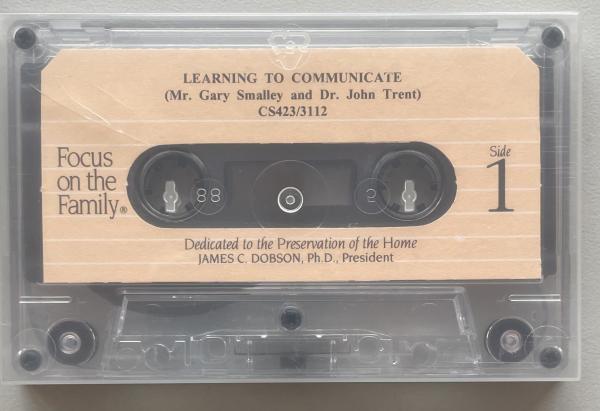 LEARNING TO COMMUNICATE
(Mr. Gary Smalley and Dr. John Trent)
CS423/3112
Focus
on the
Family®
Side
1
88
2
Dedicated to the Preservation of the Home
JAMES C. DOBSON, Ph.D., President